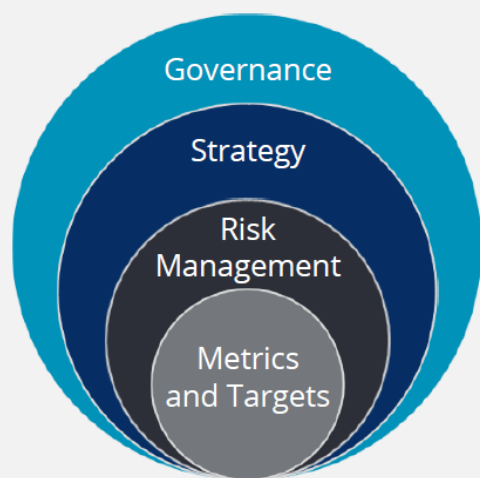 Governance
Strategy
Risk
Management
Metrics
and Targets